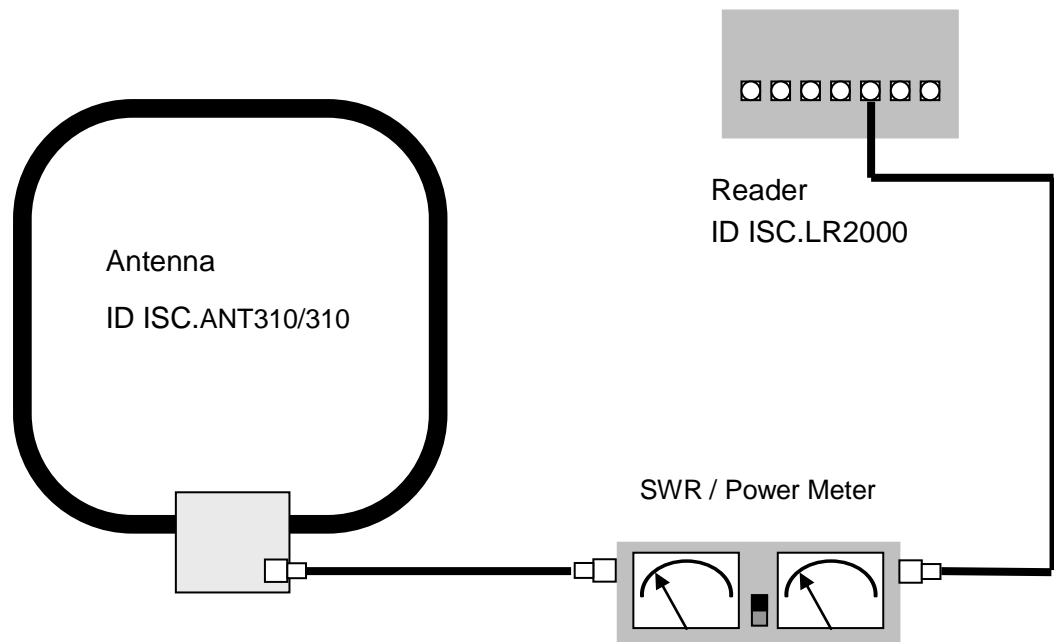 Reader
ID ISC.LR2000
Antenna
ID ISC.ANT310/310
SWR / Power Meter